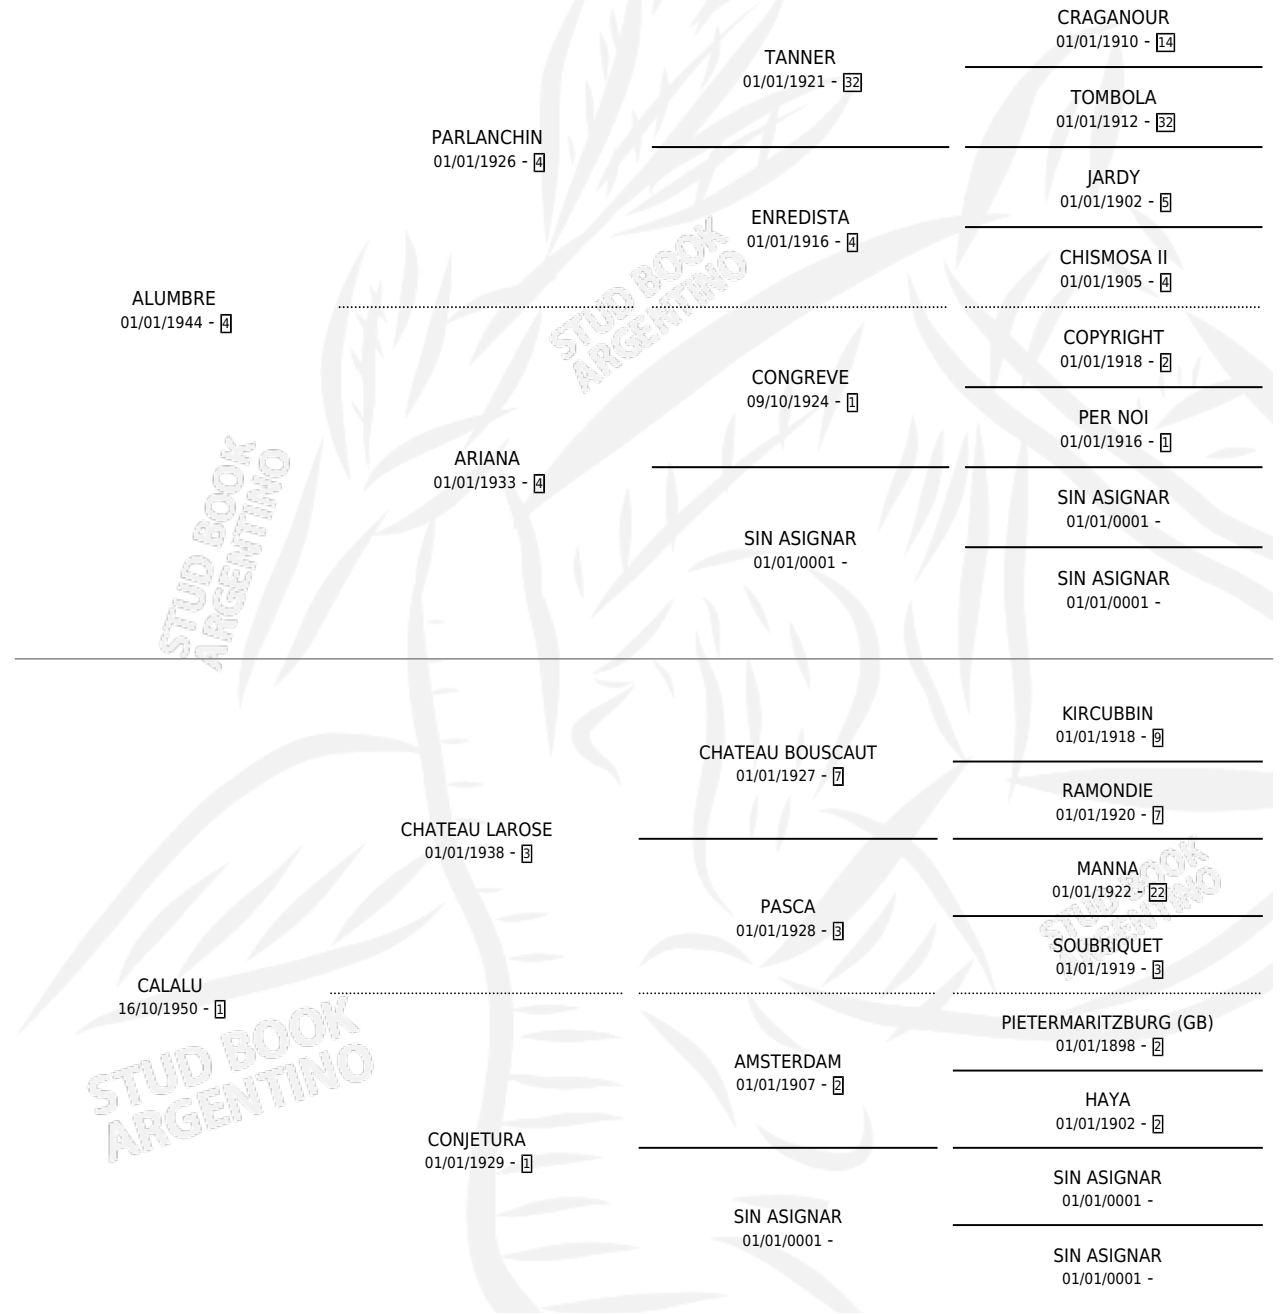 CRAGANOUR
01/01/1910 - 14
TANNER
01/01/1921 - 32
TOMBOLA
01/01/1912 - 32
PARLANCHIN
01/01/1926 - 4
JARDY
01/01/1902 - 5
ENREDISTA
01/01/1916 - 4
CHISMOSA II
01/01/1905 - 4
ALUMBRE
01/01/1944 - 4
COPYRIGHT
01/01/1918 - 2
CONGREVE
09/10/1924 - 1
PER NOI
01/01/1916 - 1
ARIANA
01/01/1933 - 4
SIN ASIGNAR
01/01/0001 -
SIN ASIGNAR
01/01/0001 -
SIN ASIGNAR
01/01/0001 -
STUD BOOK
ARGENTINO
STUD BOOK
ARGENTINO
KIRCUBBIN
01/01/1918 - 9
CHATEAU BOUSCAUT
01/01/1927 - 7
RAMONDIE
01/01/1920 - 7
CHATEAU LAROSE
01/01/1938 - 3
MANNA
01/01/1922 - 22
PASCA
01/01/1928 - 3
SOUBRIQUET
01/01/1919 - 3
CALALU
16/10/1950 - 1
PIETERMARITZBURG (GB)
01/01/1898 - 2
AMSTERDAM
01/01/1907 - 2
HAYA
01/01/1902 - 2
CONJETURA
01/01/1929 - 1
SIN ASIGNAR
01/01/0001 -
SIN ASIGNAR
01/01/0001 -
SIN ASIGNAR
01/01/0001 -
STUD BOOK
ARGENTINO
STUD BOOK
ARGENTINO